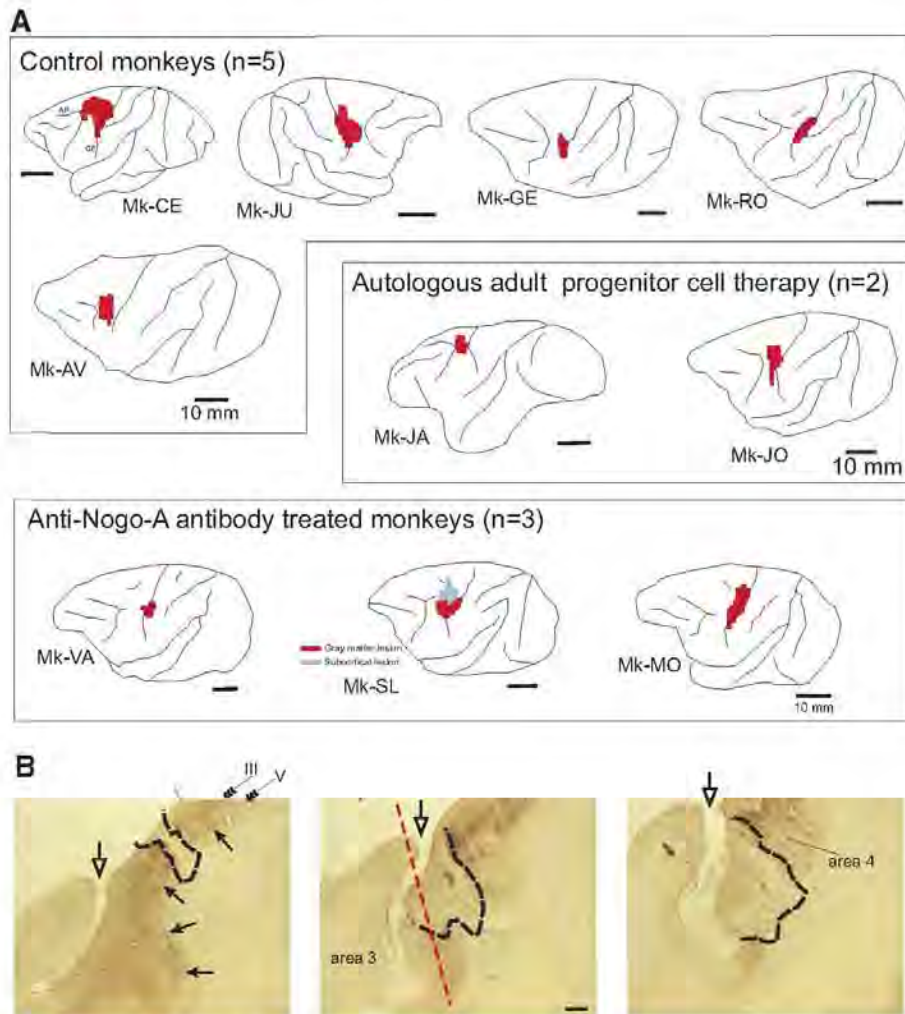 A
Control monkeys (n=5)
Mk-CE
Mk-JU
Mk-GE
Mk-RO
Mk-AV
10 mm
Autologous adult progenitor cell therapy (n=2)
Mk-JA
Mk-JO
10 mm
Anti-Nogo-A antibody treated monkeys (n=3)
Mk-VA
Gray matter lesion
Subcortical lesion
Mk-SL
Mk-MO
10 mm
B
III
V
area 3
area 4